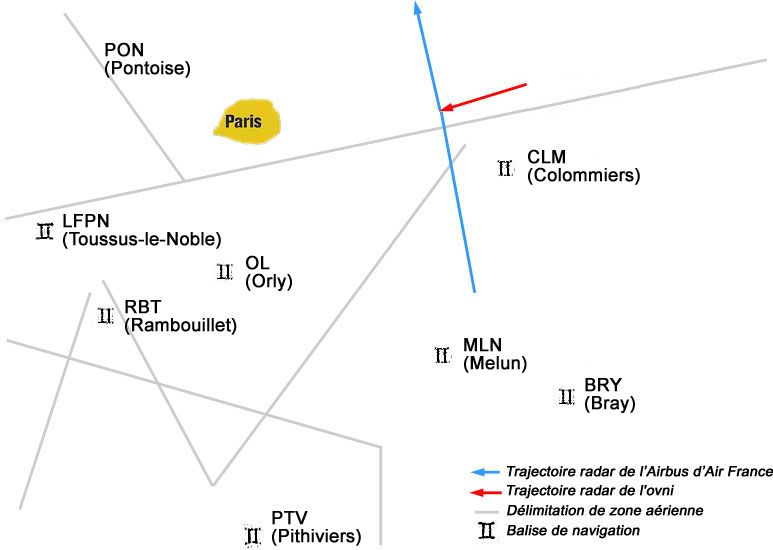 PON
(Pontoise)
Paris
CLM
(Colommiers)
LFPN
(Toussus-le-Noble)
OL
(Orly)
RBT
(Rambouillet)
MLN
(Melun)
BRY
(Bray)
PTV
(Pithiviers)
Trajectoire radar de l'Airbus d'Air France
Trajectoire radar de l'ovni
Délimitation de zone aérienne
Balise de navigation